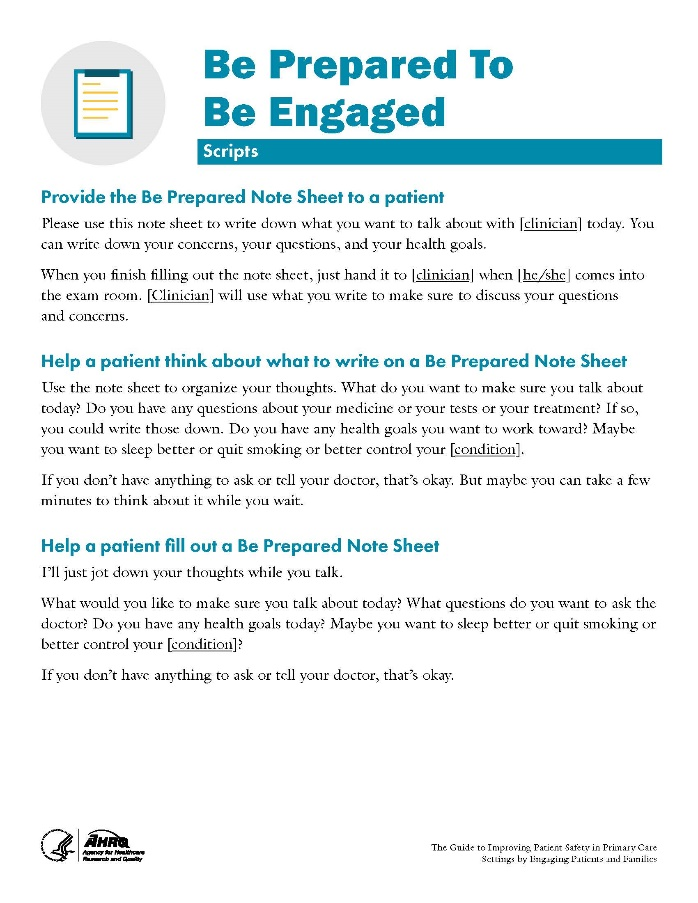 Be Prepared To
Be Engaged
Scripts
Provide the Be Prepared Note Sheet to a patient
Please use this note sheet to write down what you want to talk about with [clinician] today. You
can write down your concerns, your questions, and your health goals.
When you finish filling out the note sheet, just hand it to [clinician] when [he/she] comes into
the exam room. [Clinician] will use what you write to make sure to discuss your questions
and concerns.
Help a patient think about what to write on a Be Prepared Note Sheet
Use the note sheet to organize your thoughts. What do you want to make sure you talk about
today? Do you have any questions about your medicine or your tests or your treatment? If so,
you could write those down. Do you have any health goals you want to work toward? Maybe
you want to sleep better or quit smoking or better control your [condition].
If you don’t have anything to ask or tell your doctor, that’s okay. But maybe you can take a few
minutes to think about it while you wait.
Help a patient fill out a Be Prepared Note Sheet
I’ll just jot down your thoughts while you talk.
What would you like to make sure you talk about today? What questions do you want to ask the
doctor? Do you have any health goals today? Maybe you want to sleep better or quit smoking or
better control your [condition]?
If you don’t have anything to ask or tell your doctor, that’s okay.
AHRQ
Agency for Healthcare
Research and Quality
The Guide to Improving Patient Safety in Primary Care
Settings by Engaging Patients and Families